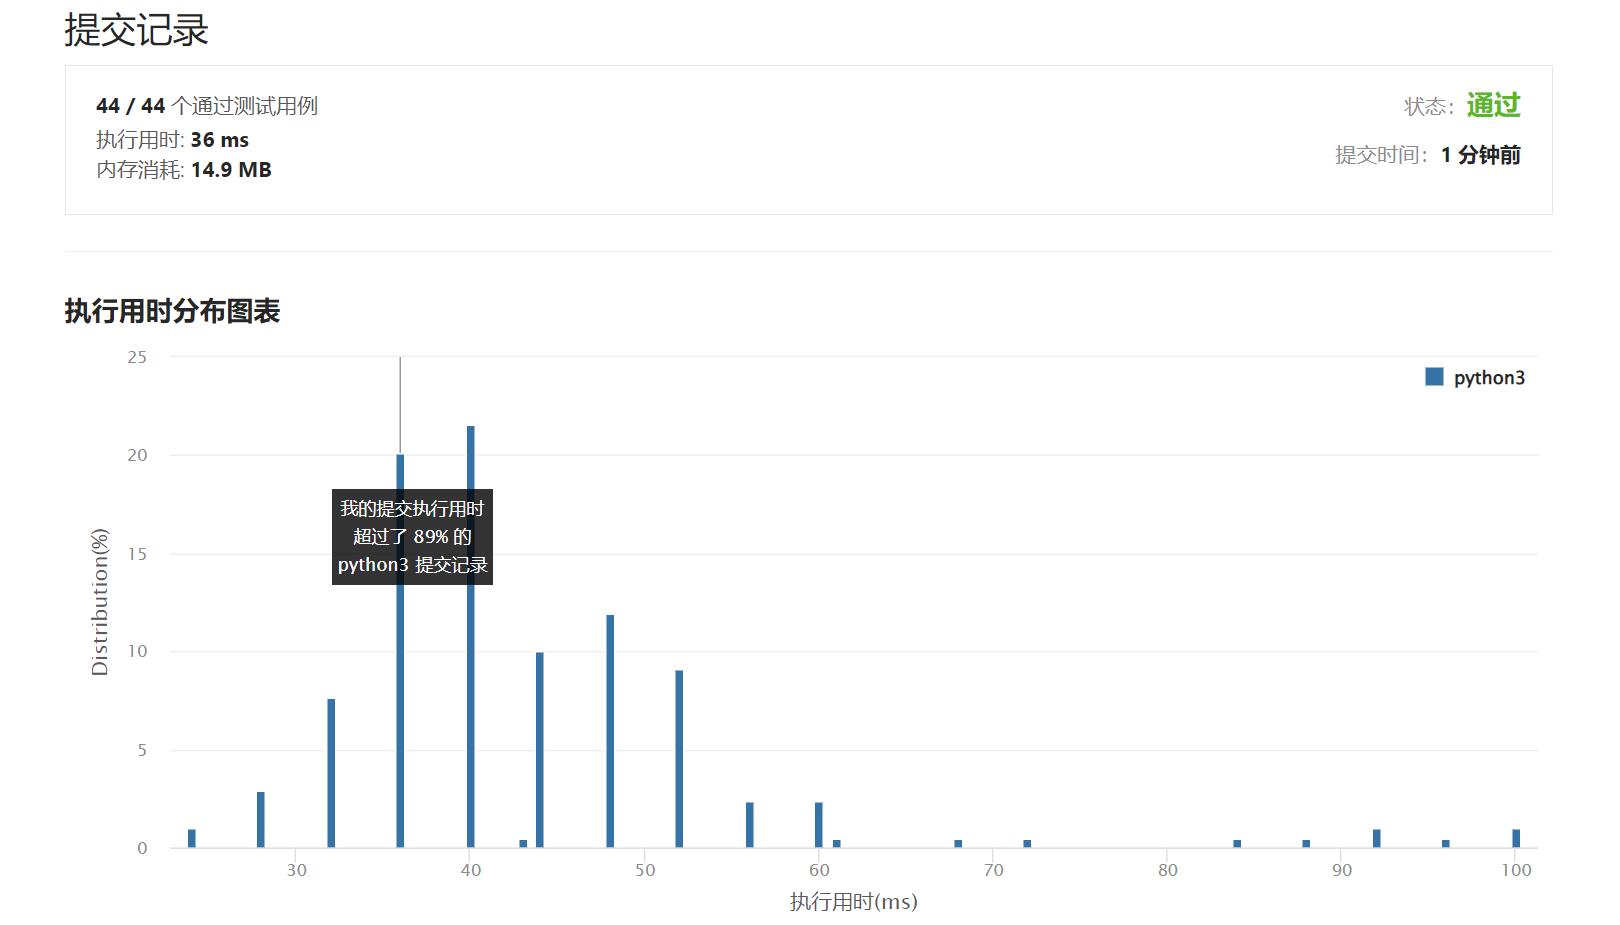 提交记录
44 / 44 个通过测试用例
状态：通过
执行用时: 36 ms
提交时间：1 分钟前
内存消耗: 14.9 MB
执行用时分布图表
25
python3
20
我的提交执行用时
超过了 89% 的
python3 提交记录
15
Distribution(%)
10
5
0
30 40 50 60 70 80 90 100
执行用时(ms)